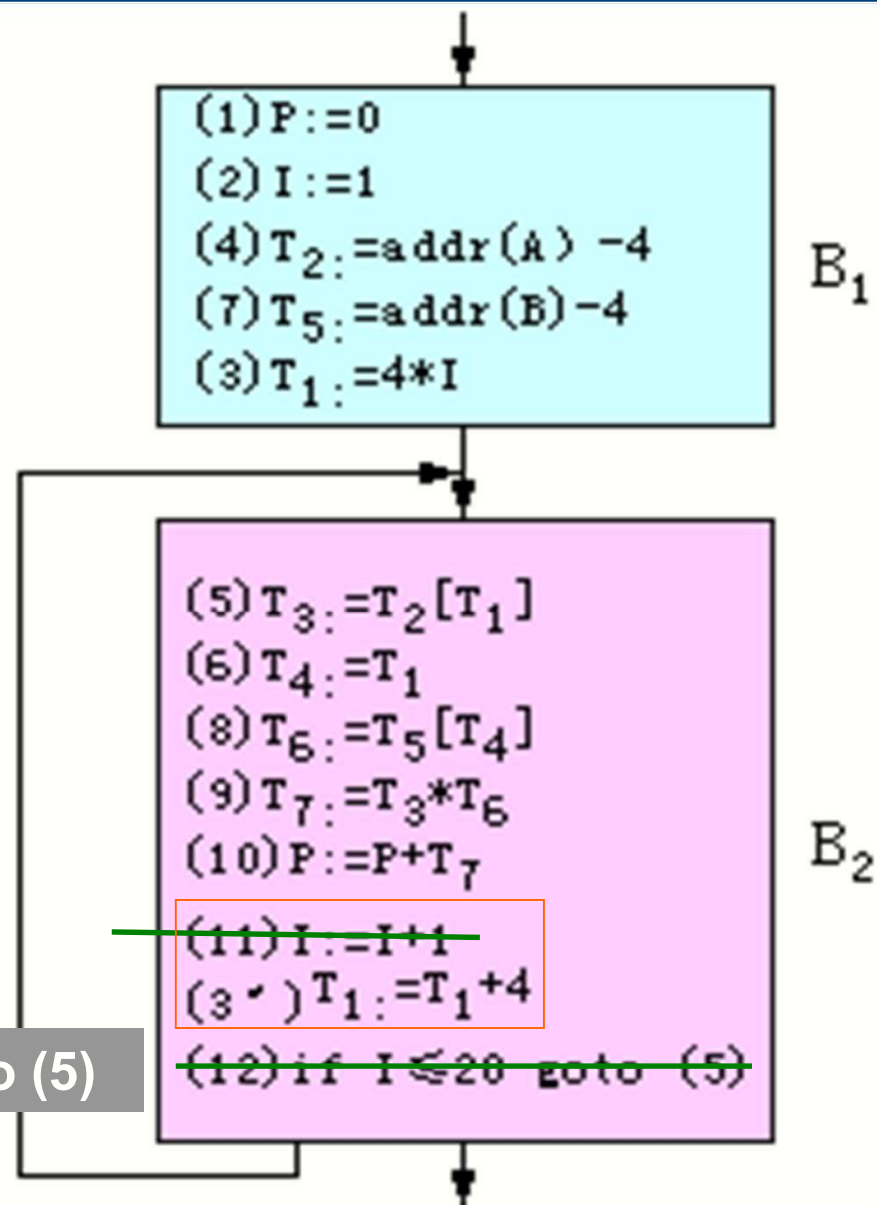 (1)P:=0
(2)I:=1
(4)T2:=addr(A) -4
(7)T5:=addr(B)-4
(3)T1:=4*I
B1
(5)T3:=T2[T1]
(6)T4:=T1
(8)T6:=T5[T4]
(9)T7:=T3*T6
(10)P:=P+T7
B2
(11)I:=I+1
(3′)T1:=T1+4
o (5)
(12)if I≤20 goto (5)